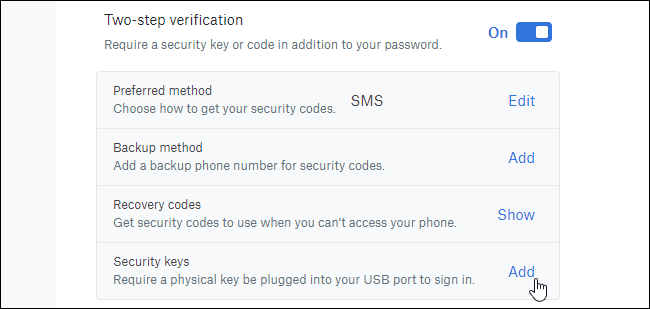 Two-step verification
Require a security key or code in addition to your password.
On
Preferred method
Choose how to get your security codes.
SMS
Edit
Backup method
Add a backup phone number for security codes.
Add
Recovery codes
Get security codes to use when you can't access your phone.
Show
Security keys
Require a physical key be plugged into your USB port to sign in.
Add